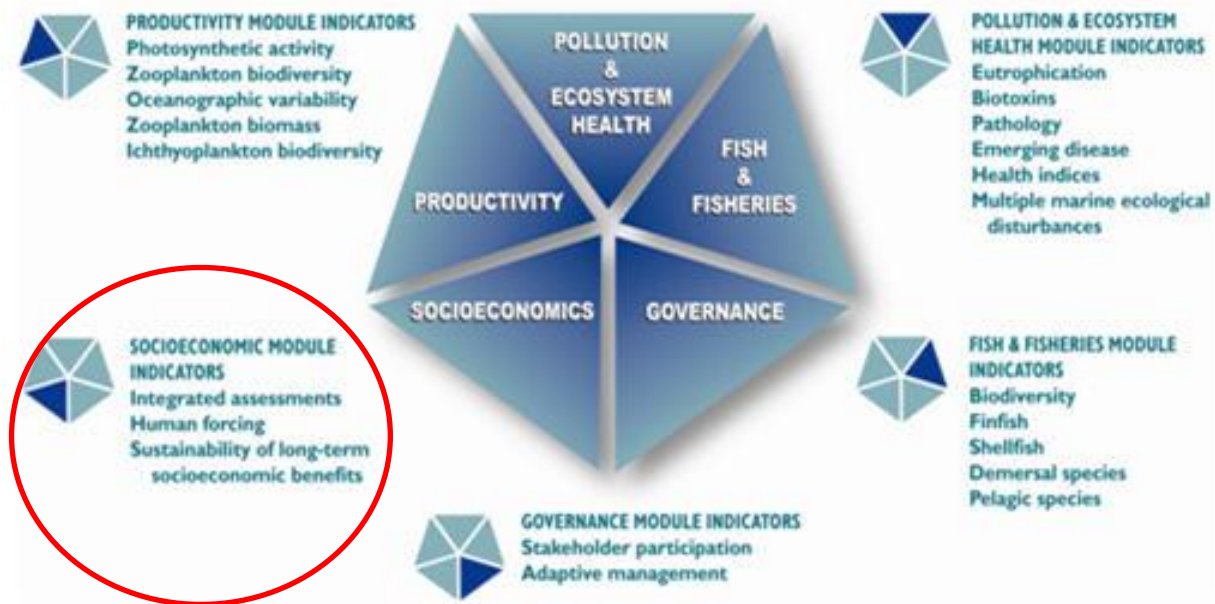 PRODUCTIVITY MODULE INDICATORS
Photosynthetic activity
Zooplankton biodiversity
Oceanographic variability
Zooplankton biomass
Ichthyoplankton biodiversity
POLLUTION
&
ECOSYSTEM
HEALTH
FISH
&
FISHERIES
PRODUCTIVITY
SOCIOECONOMICS
GOVERNANCE
POLLUTION & ECOSYSTEM
HEALTH MODULE INDICATORS
Eutrophication
Biotoxins
Pathology
Emerging disease
Health indices
Multiple marine ecological
disturbances
SOCIOECONOMIC MODULE
INDICATORS
Integrated assessments
Human forcing
Sustainability of long-term
socioeconomic benefits
FISH & FISHERIES MODULE
INDICATORS
Biodiversity
Finfish
Shellfish
Demersal species
Pelagic species
GOVERNANCE MODULE INDICATORS
Stakeholder participation
Adaptive management